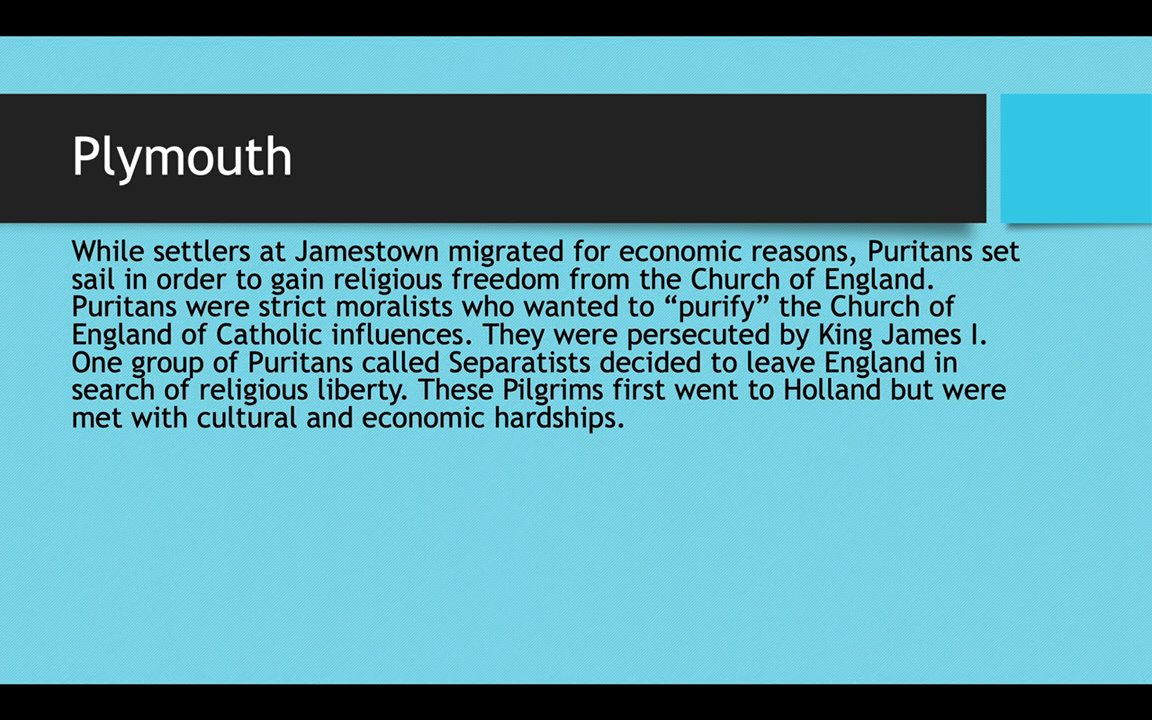 Plymouth
While settlers at Jamestown migrated for economic reasons, Puritans set
sail in order to gain religious freedom from the Church of England.
Puritans were strict moralists who wanted to “purify” the Church of
England of Catholic influences. They were persecuted by King James I.
One group of Puritans called Separatists decided to leave England in
search of religious liberty. These Pilgrims first went to Holland but were
met with cultural and economic hardships.